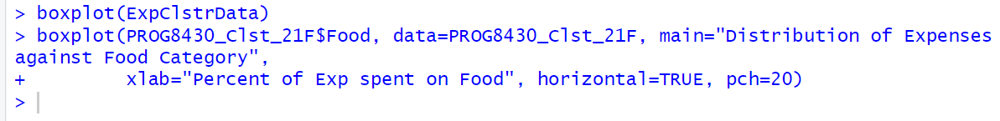 > boxplot(ExpClstrData)
> boxplot(PROG8430_Clst_21F$Food, data=PROG8430_Clst_21F, main="Distribution of Expenses
against Food Category",
+         xlab="Percent of Exp spent on Food", horizontal=TRUE, pch=20)
>